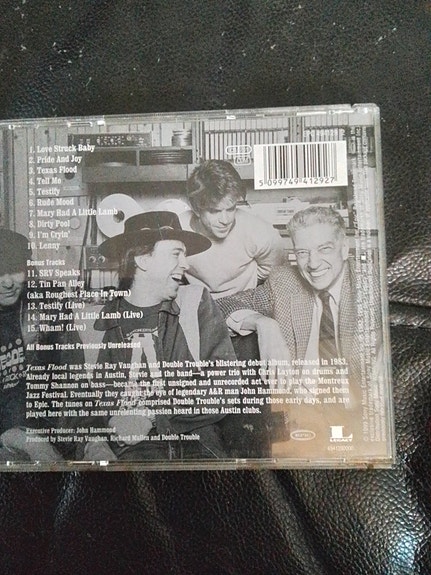 1. Love Struck Baby
2. Pride and Joy
3. Texas Flood
4. Tell Me
5. Testify
6. Rude Mood
7. Mary Had A Little Lamb
8. Dirty Pool
9. I'm Cryin'
10. Lenny
Bonus Tracks
11. SRV Speaks
12. Tin Pan Alley
(aka Roughest Place in Town)
13. Testify (Live)
14. Mary Had A Little Lamb (Live)
15. Wham! (Live)
All Bonus Tracks Previously Unreleased
5 099749 412927
Texas Flood was Stevie Ray Vaughan and Double Trouble's blistering debut album, released in 1983.
Already local legends in Austin, Stevie and the band—a power trio with Chris Layton on drums and
Tommy Shannon on bass—became the first unsigned and unrecorded act ever to play the Montreux
Jazz Festival. Eventually they caught the eye of legendary A&R man John Hammond, who signed them
to Epic. The tunes on Texas Flood comprised Double Trouble's sets during those early days, and are
played here with the same unrelenting passion heard in those Austin clubs.
Executive Producer: John Hammond
Produced by Stevie Ray Vaughan, Richard Mullen and Double Trouble
LEGACY